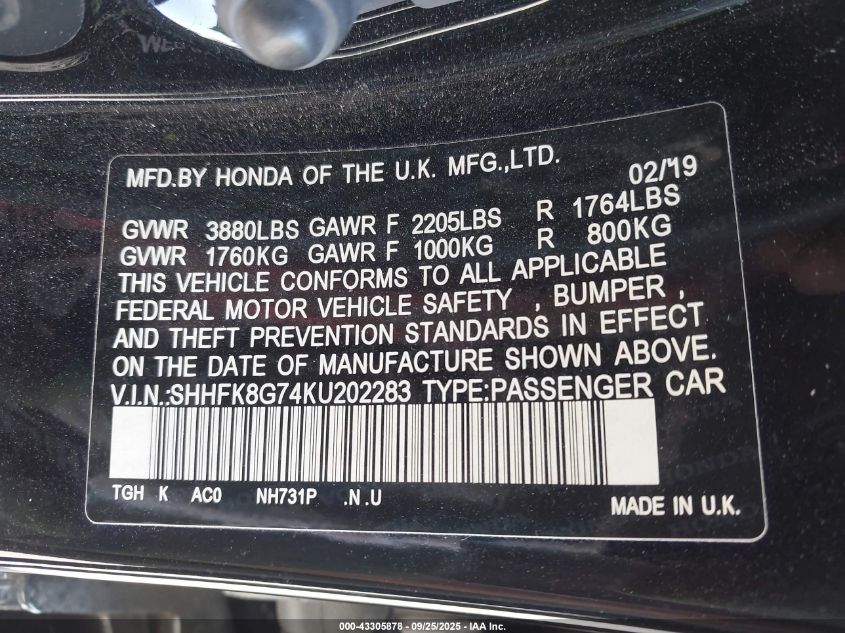 MFD.BY HONDA OF THE U.K. MFG.,LTD. 02/19
GVWR 3880LBS GAWR F 2205LBS R 1764LBS
GVWR 1760KG GAWR F 1000KG R 800KG
THIS VEHICLE CONFORMS TO ALL APPLICABLE
FEDERAL MOTOR VEHICLE SAFETY , BUMPER ,
AND THEFT PREVENTION STANDARDS IN EFFECT
ON THE DATE OF MANUFACTURE SHOWN ABOVE.
V.I.N.:SHHFK8G74KU202283 TYPE:PASSENGER CAR
TGH K AC0 NH731P .N.U
MADE IN U.K.
000-43305878 - 09/25/2025 - IAA Inc.